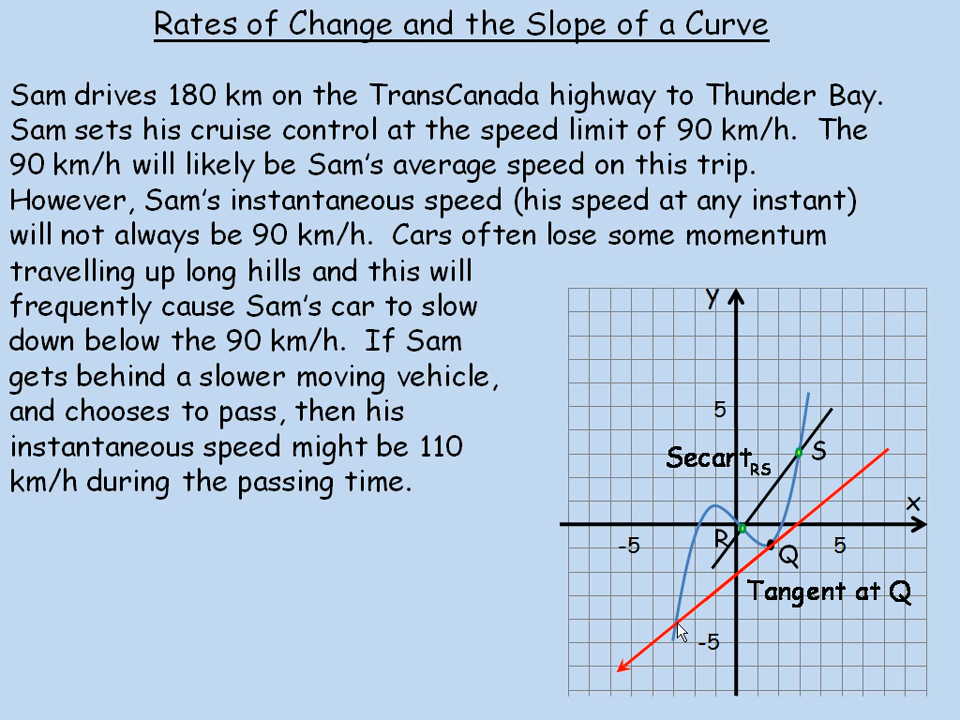 Rates of Change and the Slope of a Curve
Sam drives 180 km on the TransCanada highway to Thunder Bay.
Sam sets his cruise control at the speed limit of 90 km/h. The
90 km/h will likely be Sam's average speed on this trip.
However, Sam's instantaneous speed (his speed at any instant)
will not always be 90 km/h. Cars often lose some momentum
travelling up long hills and this will
frequently cause Sam's car to slow
down below the 90 km/h. If Sam
gets behind a slower moving vehicle,
and chooses to pass, then his
instantaneous speed might be 110
km/h during the passing time.
y
5
Secant RS
S
x
-5
R
Q
5
Tangent at Q
-5